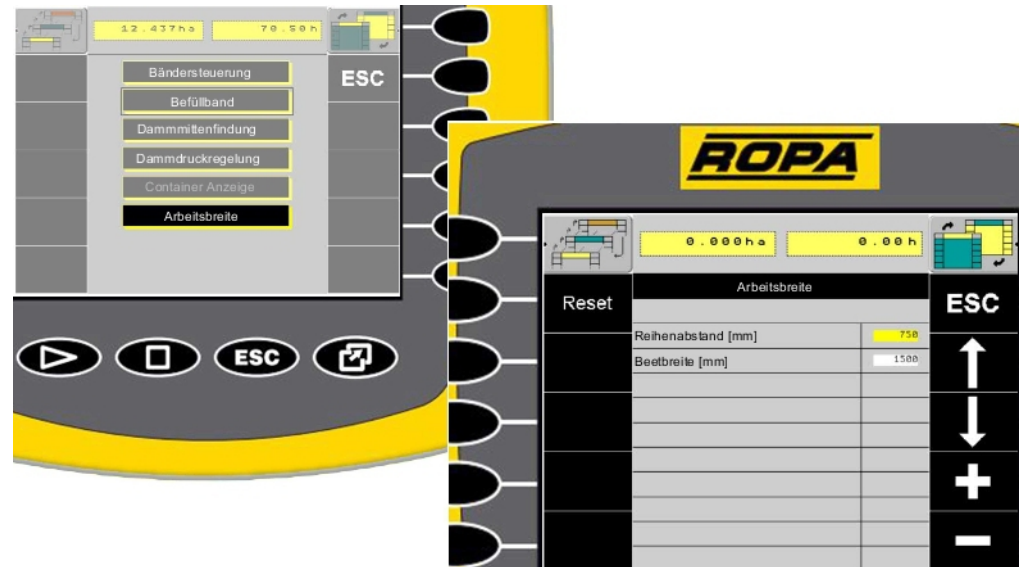 12.437ha 70.50h
Bändersteuerung
ESC
Befüllband
Dammmittenfindung
Dammdruckregelung
Container Anzeige
Arbeitsbreite
ESC
ROPA
0.000ha 0.00h
Arbeitsbreite
Reset
ESC
Reihenabstand [mm] 750
Beetbreite [mm] 1500